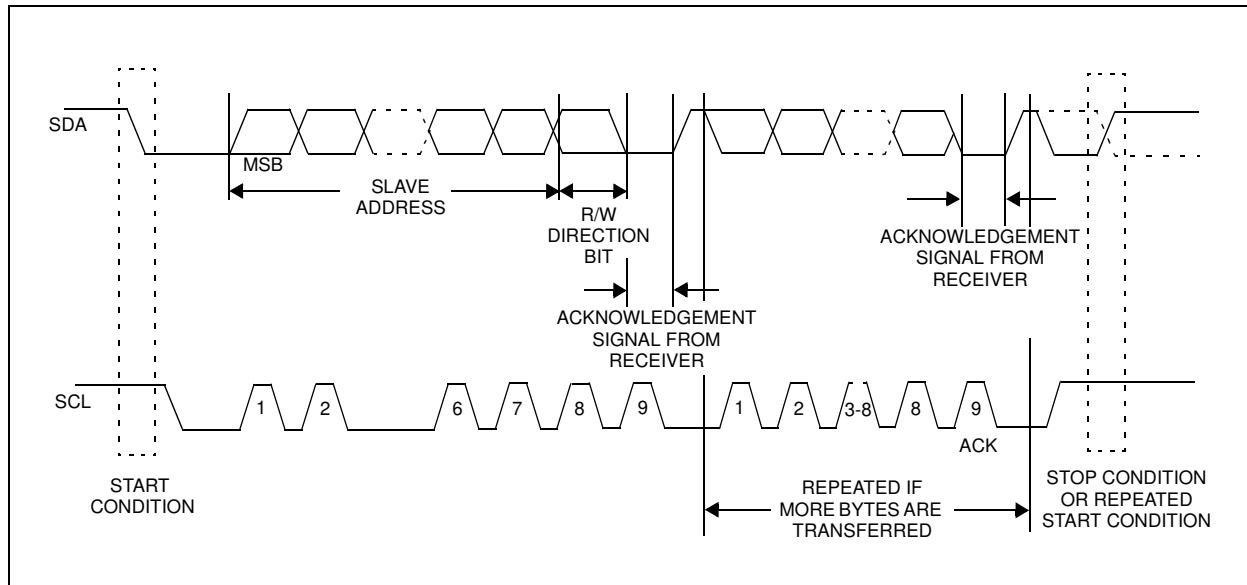 SDA
MSB
SLAVE
ADDRESS
R/W
DIRECTION
BIT
ACKNOWLEDGEMENT
SIGNAL FROM
RECEIVER
ACKNOWLEDGEMENT
SIGNAL FROM
RECEIVER
SCL
1 2 6 7 8 9 1 2 3-8 8 9
ACK
START
CONDITION
REPEATED IF
MORE BYTES ARE
TRANSFERRED
STOP CONDITION
OR REPEATED
START CONDITION